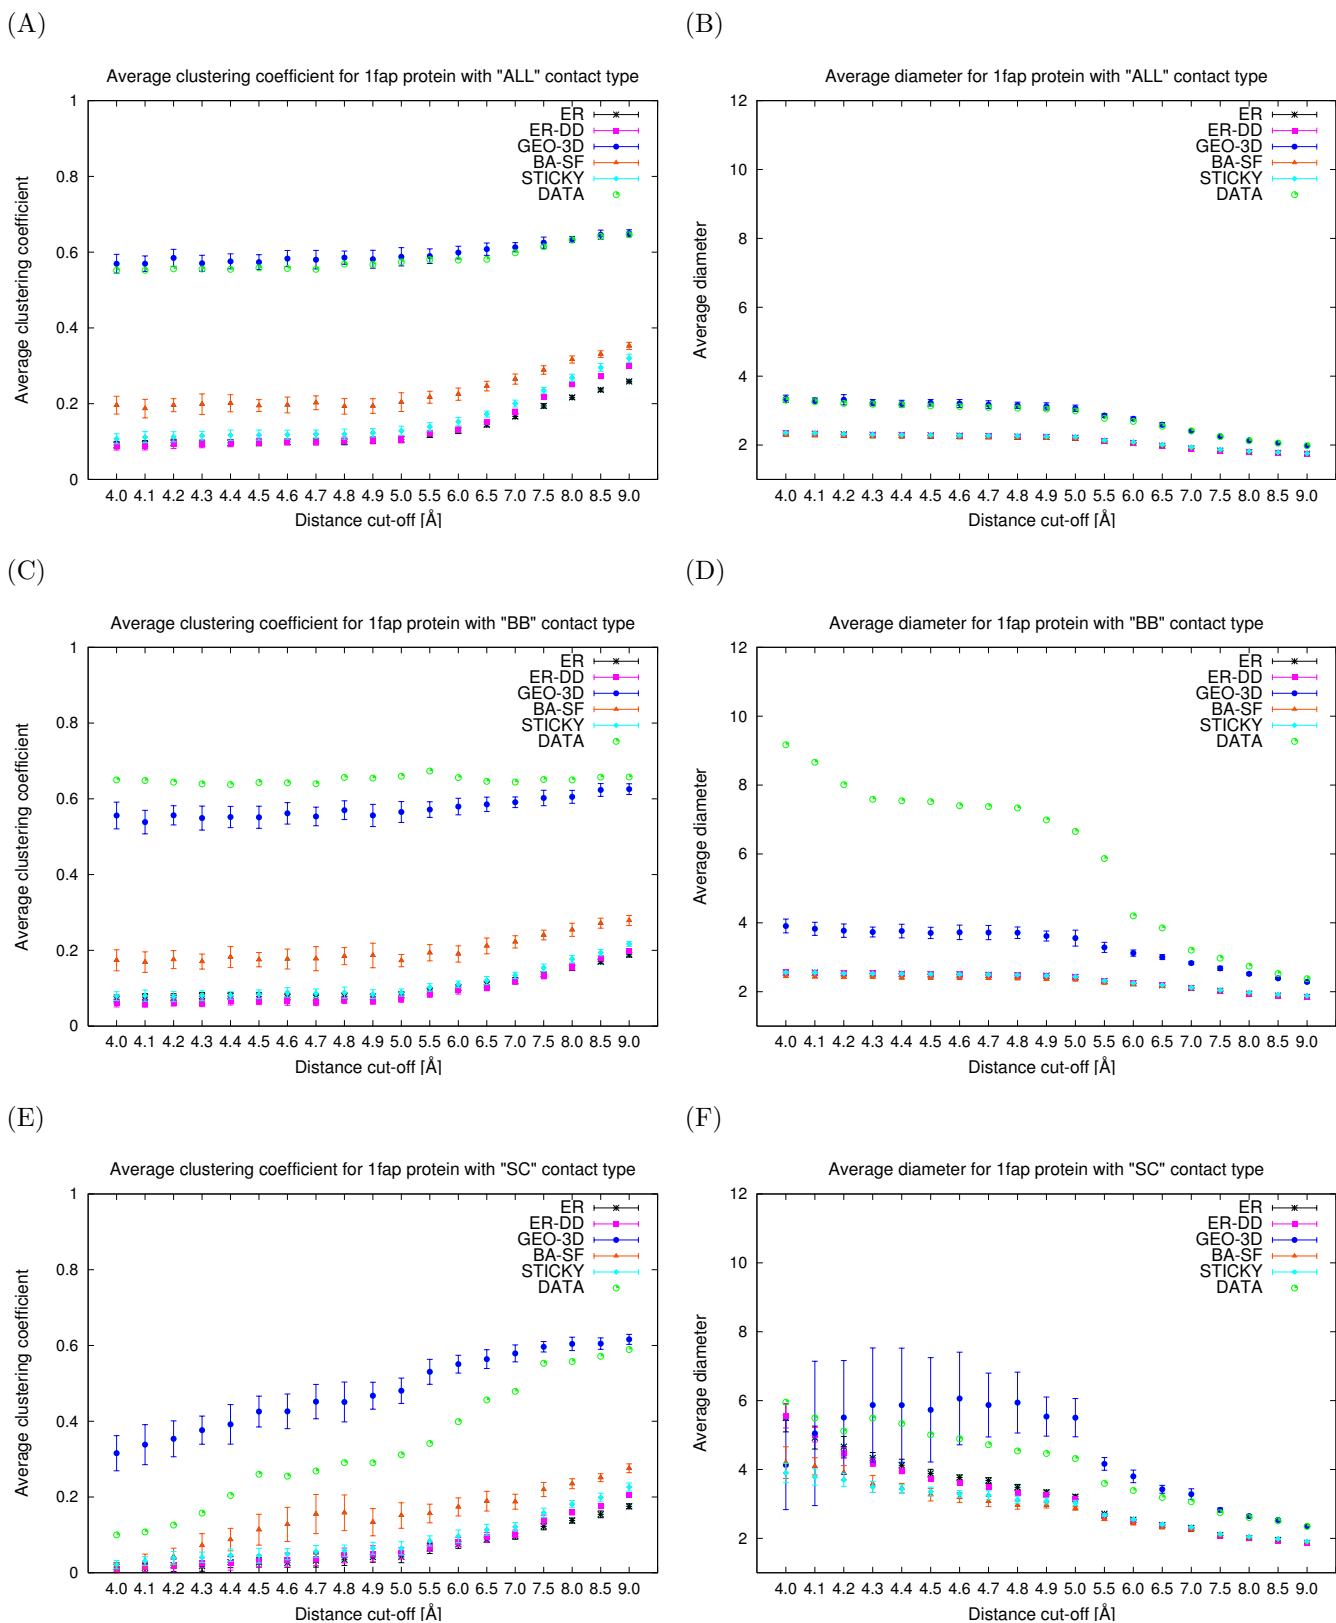 (A)
Average clustering coefficient for 1fap protein with "ALL" contact type
Average clustering coefficient
1
0.8
0.6
0.4
0.2
0
ER
ER-DD
GEO-3D
BA-SF
STICKY
DATA
4.0 4.1 4.2 4.3 4.4 4.5 4.6 4.7 4.8 4.9 5.0 5.5 6.0 6.5 7.0 7.5 8.0 8.5 9.0
Distance cut-off [Å]
(B)
Average diameter for 1fap protein with "ALL" contact type
Average diameter
12
10
8
6
4
2
ER
ER-DD
GEO-3D
BA-SF
STICKY
DATA
4.0 4.1 4.2 4.3 4.4 4.5 4.6 4.7 4.8 4.9 5.0 5.5 6.0 6.5 7.0 7.5 8.0 8.5 9.0
Distance cut-off [Å]
(C)
Average clustering coefficient for 1fap protein with "BB" contact type
Average clustering coefficient
1
0.8
0.6
0.4
0.2
0
ER
ER-DD
GEO-3D
BA-SF
STICKY
DATA
4.0 4.1 4.2 4.3 4.4 4.5 4.6 4.7 4.8 4.9 5.0 5.5 6.0 6.5 7.0 7.5 8.0 8.5 9.0
Distance cut-off [Å]
(D)
Average diameter for 1fap protein with "BB" contact type
Average diameter
12
10
8
6
4
2
ER
ER-DD
GEO-3D
BA-SF
STICKY
DATA
4.0 4.1 4.2 4.3 4.4 4.5 4.6 4.7 4.8 4.9 5.0 5.5 6.0 6.5 7.0 7.5 8.0 8.5 9.0
Distance cut-off [Å]
(E)
Average clustering coefficient for 1fap protein with "SC" contact type
Average clustering coefficient
1
0.8
0.6
0.4
0.2
0
ER
ER-DD
GEO-3D
BA-SF
STICKY
DATA
4.0 4.1 4.2 4.3 4.4 4.5 4.6 4.7 4.8 4.9 5.0 5.5 6.0 6.5 7.0 7.5 8.0 8.5 9.0
Distance cut-off [Å]
(F)
Average diameter for 1fap protein with "SC" contact type
Average diameter
12
10
8
6
4
2
ER
ER-DD
GEO-3D
BA-SF
STICKY
DATA
4.0 4.1 4.2 4.3 4.4 4.5 4.6 4.7 4.8 4.9 5.0 5.5 6.0 6.5 7.0 7.5 8.0 8.5 9.0
Distance cut-off [Å]